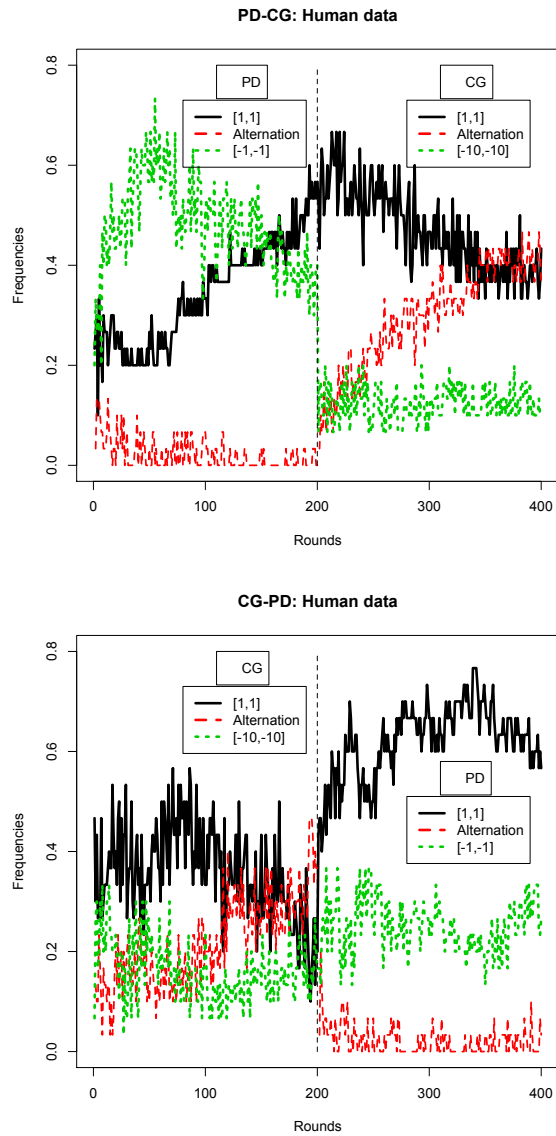 PD-CG: Human data
PD
CG
[1,1]
Alternation
[-1,-1]
[1,1]
Alternation
[-10,-10]
Frequencies
0.8
0.6
0.4
0.2
0.0
0
100
200
300
400
Rounds
CG-PD: Human data
CG
[1,1]
Alternation
[-10,-10]
PD
[1,1]
Alternation
[-1,-1]
Frequencies
0.8
0.6
0.4
0.2
0.0
0
100
200
300
400
Rounds